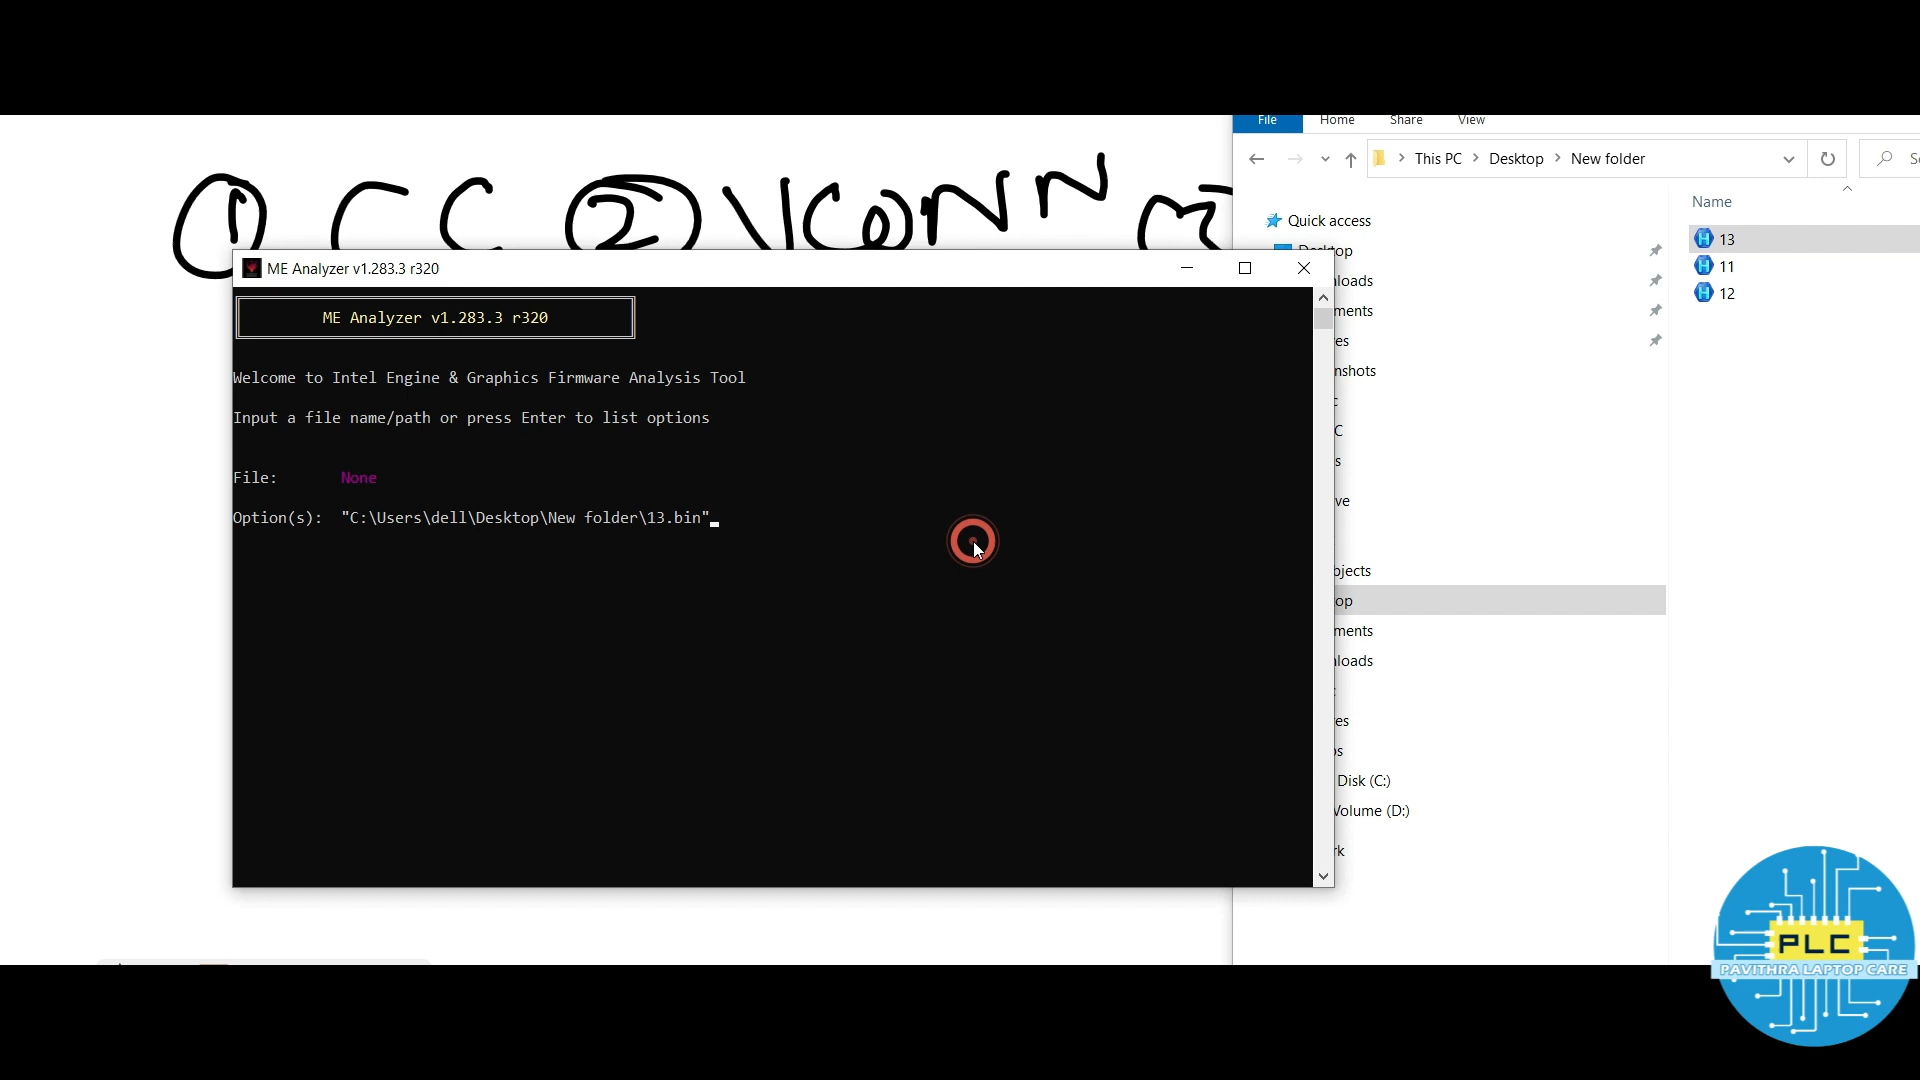 File Home Share View
This PC > Desktop > New folder
① CC ② VCONN
Name
Quick access
13
11
12
ME Analyzer v1.283.3 r320
ME Analyzer v1.283.3 r320
Welcome to Intel Engine & Graphics Firmware Analysis Tool
Input a file name/path or press Enter to list options
File: None
Option(s): "C:\Users\dell\Desktop\New folder\13.bin"
Disk (C:)
Volume (D:)
PLC
PAVITHRA LAPTOP CARE